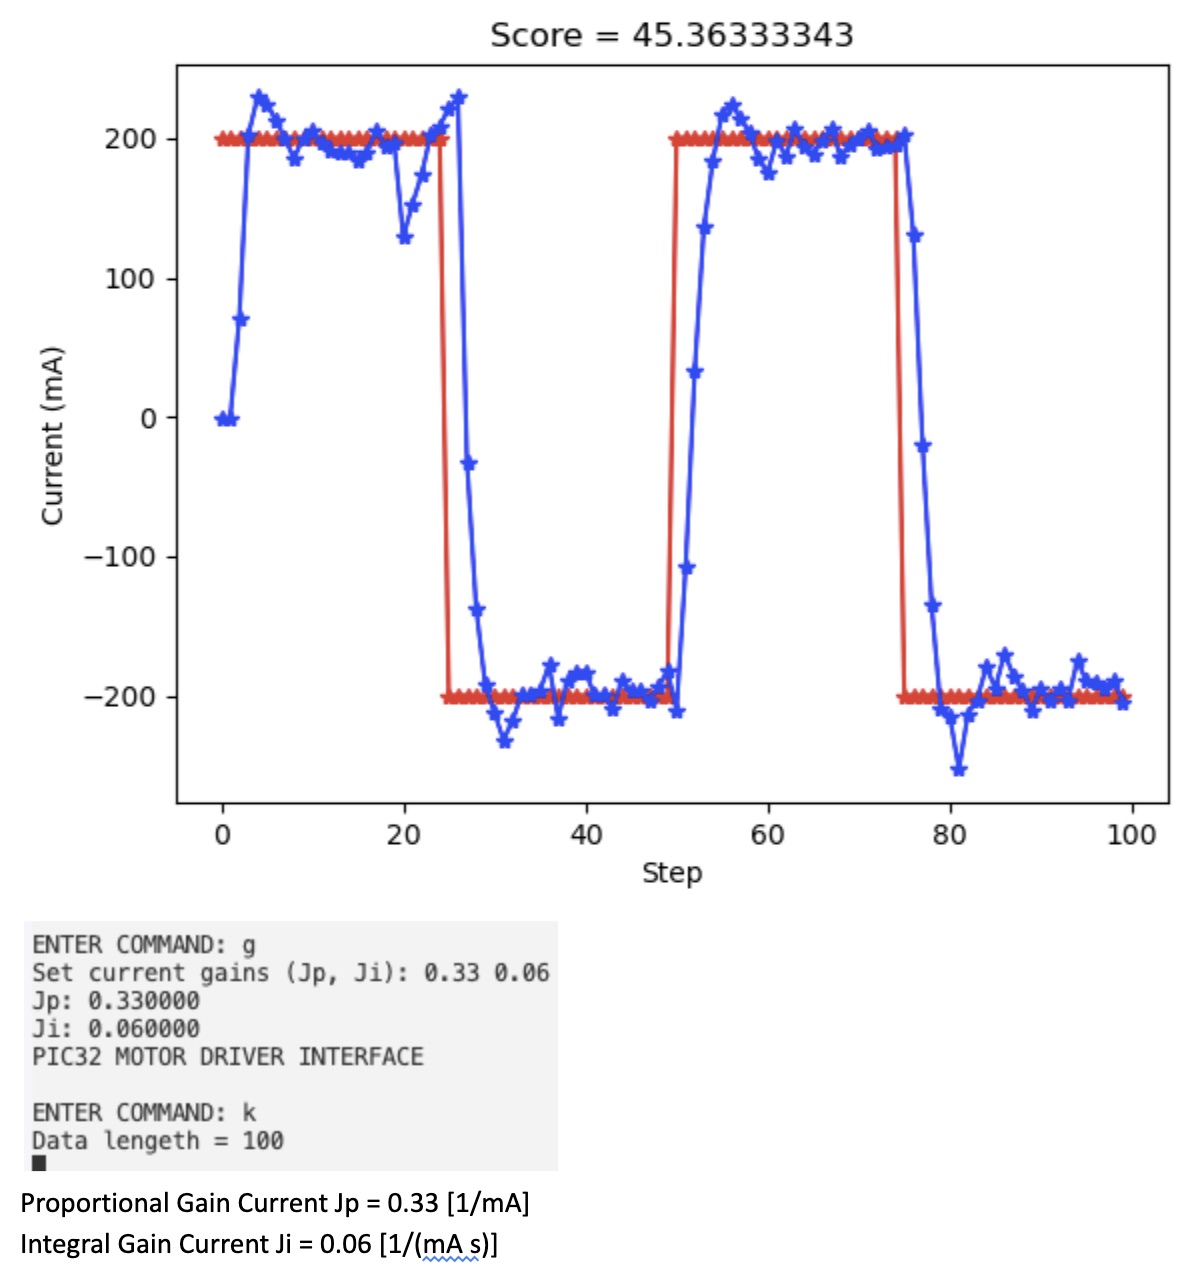 Score = 45.36333343
200
100
0
−100
−200
Current (mA)
0 20 40 60 80 100
Step
ENTER COMMAND: g
Set current gains (Jp, Ji): 0.33 0.06
Jp: 0.330000
Ji: 0.060000
PIC32 MOTOR DRIVER INTERFACE
ENTER COMMAND: k
Data lengeth = 100
Proportional Gain Current Jp = 0.33 [1/mA]
Integral Gain Current Ji = 0.06 [1/(mA s)]